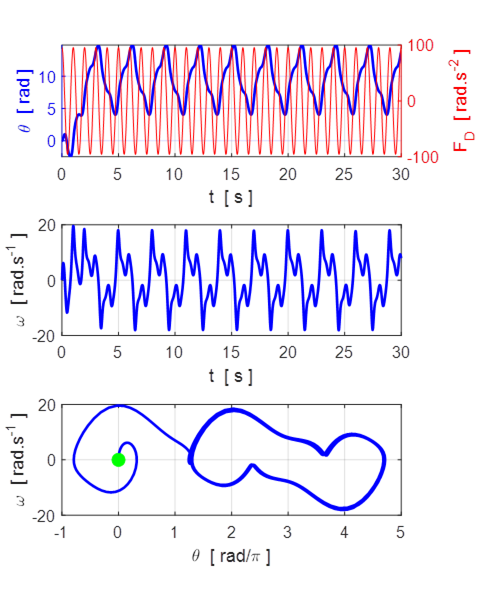 10
5
0
θ [ rad ]
100
0
-100
F_D [ rad.s⁻² ]
0 5 10 15 20 25 30
t [ s ]
20
0
-20
ω [ rad.s⁻¹ ]
0 5 10 15 20 25 30
t [ s ]
20
0
-20
ω [ rad.s⁻¹ ]
-1 0 1 2 3 4 5
θ [ rad/π ]